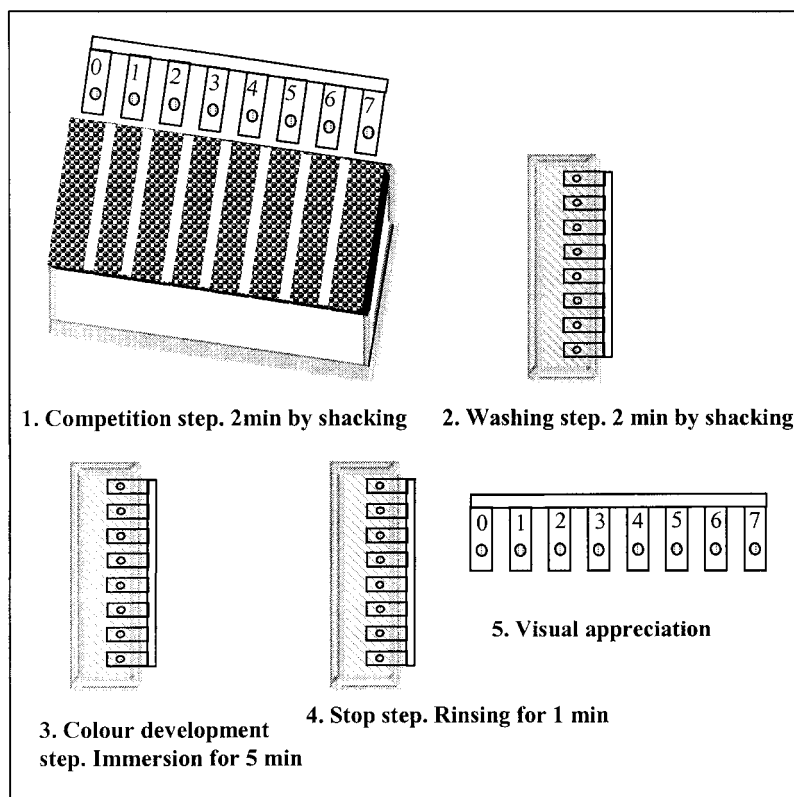 0 1 2 3 4 5 6 7
1. Competition step. 2min by shacking
2. Washing step. 2 min by shacking
0 1 2 3 4 5 6 7
5. Visual appreciation
3. Colour development
step. Immersion for 5 min
4. Stop step. Rinsing for 1 min